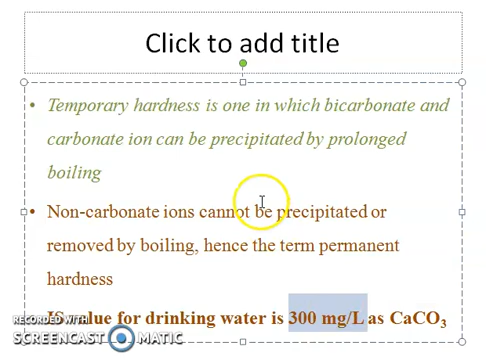 Click to add title
• Temporary hardness is one in which bicarbonate and
carbonate ion can be precipitated by prolonged
boiling
• Non-carbonate ions cannot be precipitated or
removed by boiling, hence the term permanent
hardness
IS value for drinking water is 300 mg/L as CaCO₃
RECORDED WITH
SCREENCAST MATIC